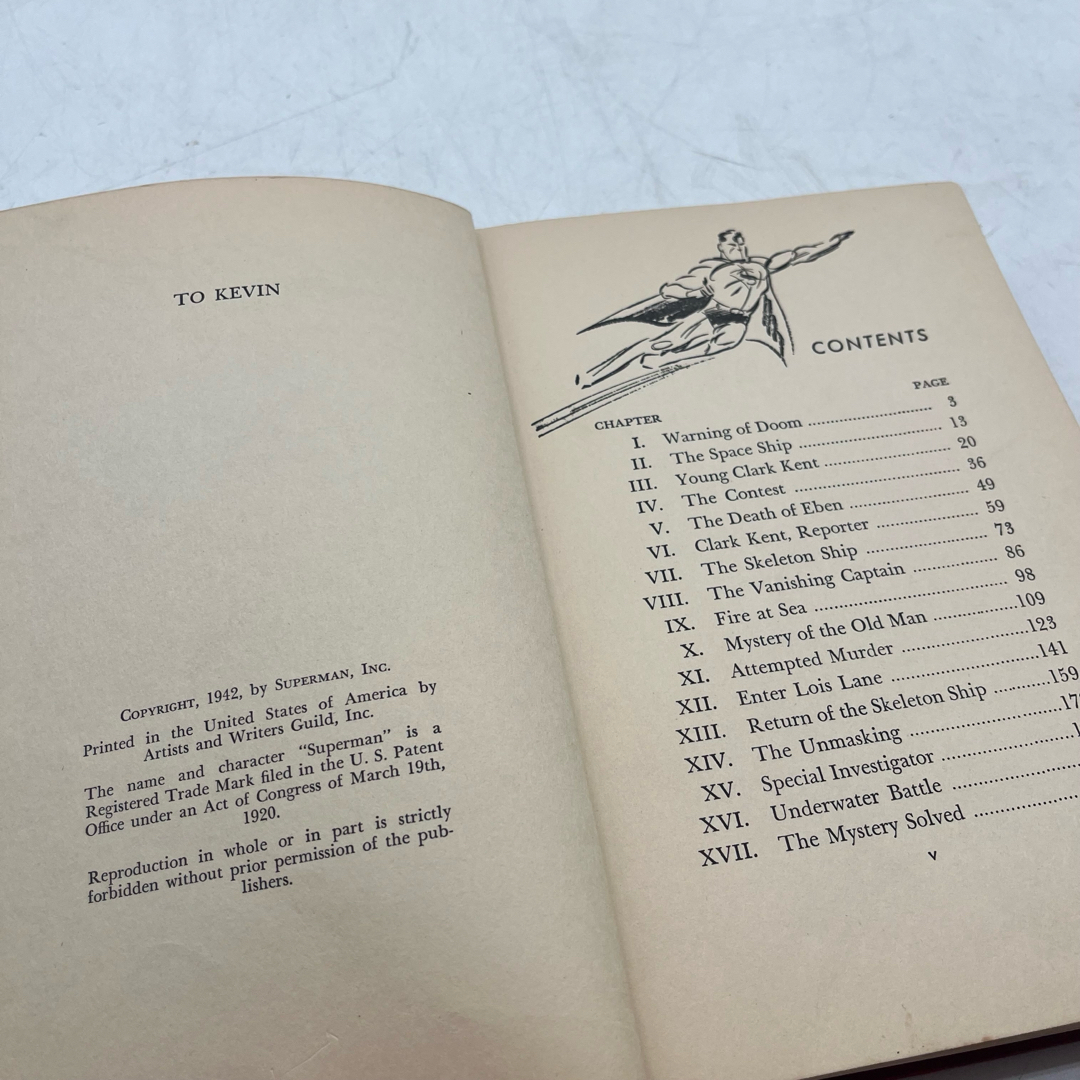 TO KEVIN
COPYRIGHT, 1942, BY SUPERMAN, INC.
Printed in the United States of America by
Artists and Writers Guild, Inc.
The name and character "Superman" is a
Registered Trade Mark filed in the U. S. Patent
Office under an Act of Congress of March 19th,
1920.
Reproduction in whole or in part is strictly
forbidden without prior permission of the pub-
lishers.
CONTENTS
CHAPTER PAGE
I. Warning of Doom 3
II. The Space Ship 13
III. Young Clark Kent 20
IV. The Contest 36
V. The Death of Eben 49
VI. Clark Kent, Reporter 59
VII. The Skeleton Ship 73
VIII. The Vanishing Captain 86
IX. Fire at Sea 98
X. Mystery of the Old Man 109
XI. Attempted Murder 123
XII. Enter Lois Lane 141
XIII. Return of the Skeleton Ship 159
XIV. The Unmasking
XV. Special Investigator
XVI. Underwater Battle
XVII. The Mystery Solved
v